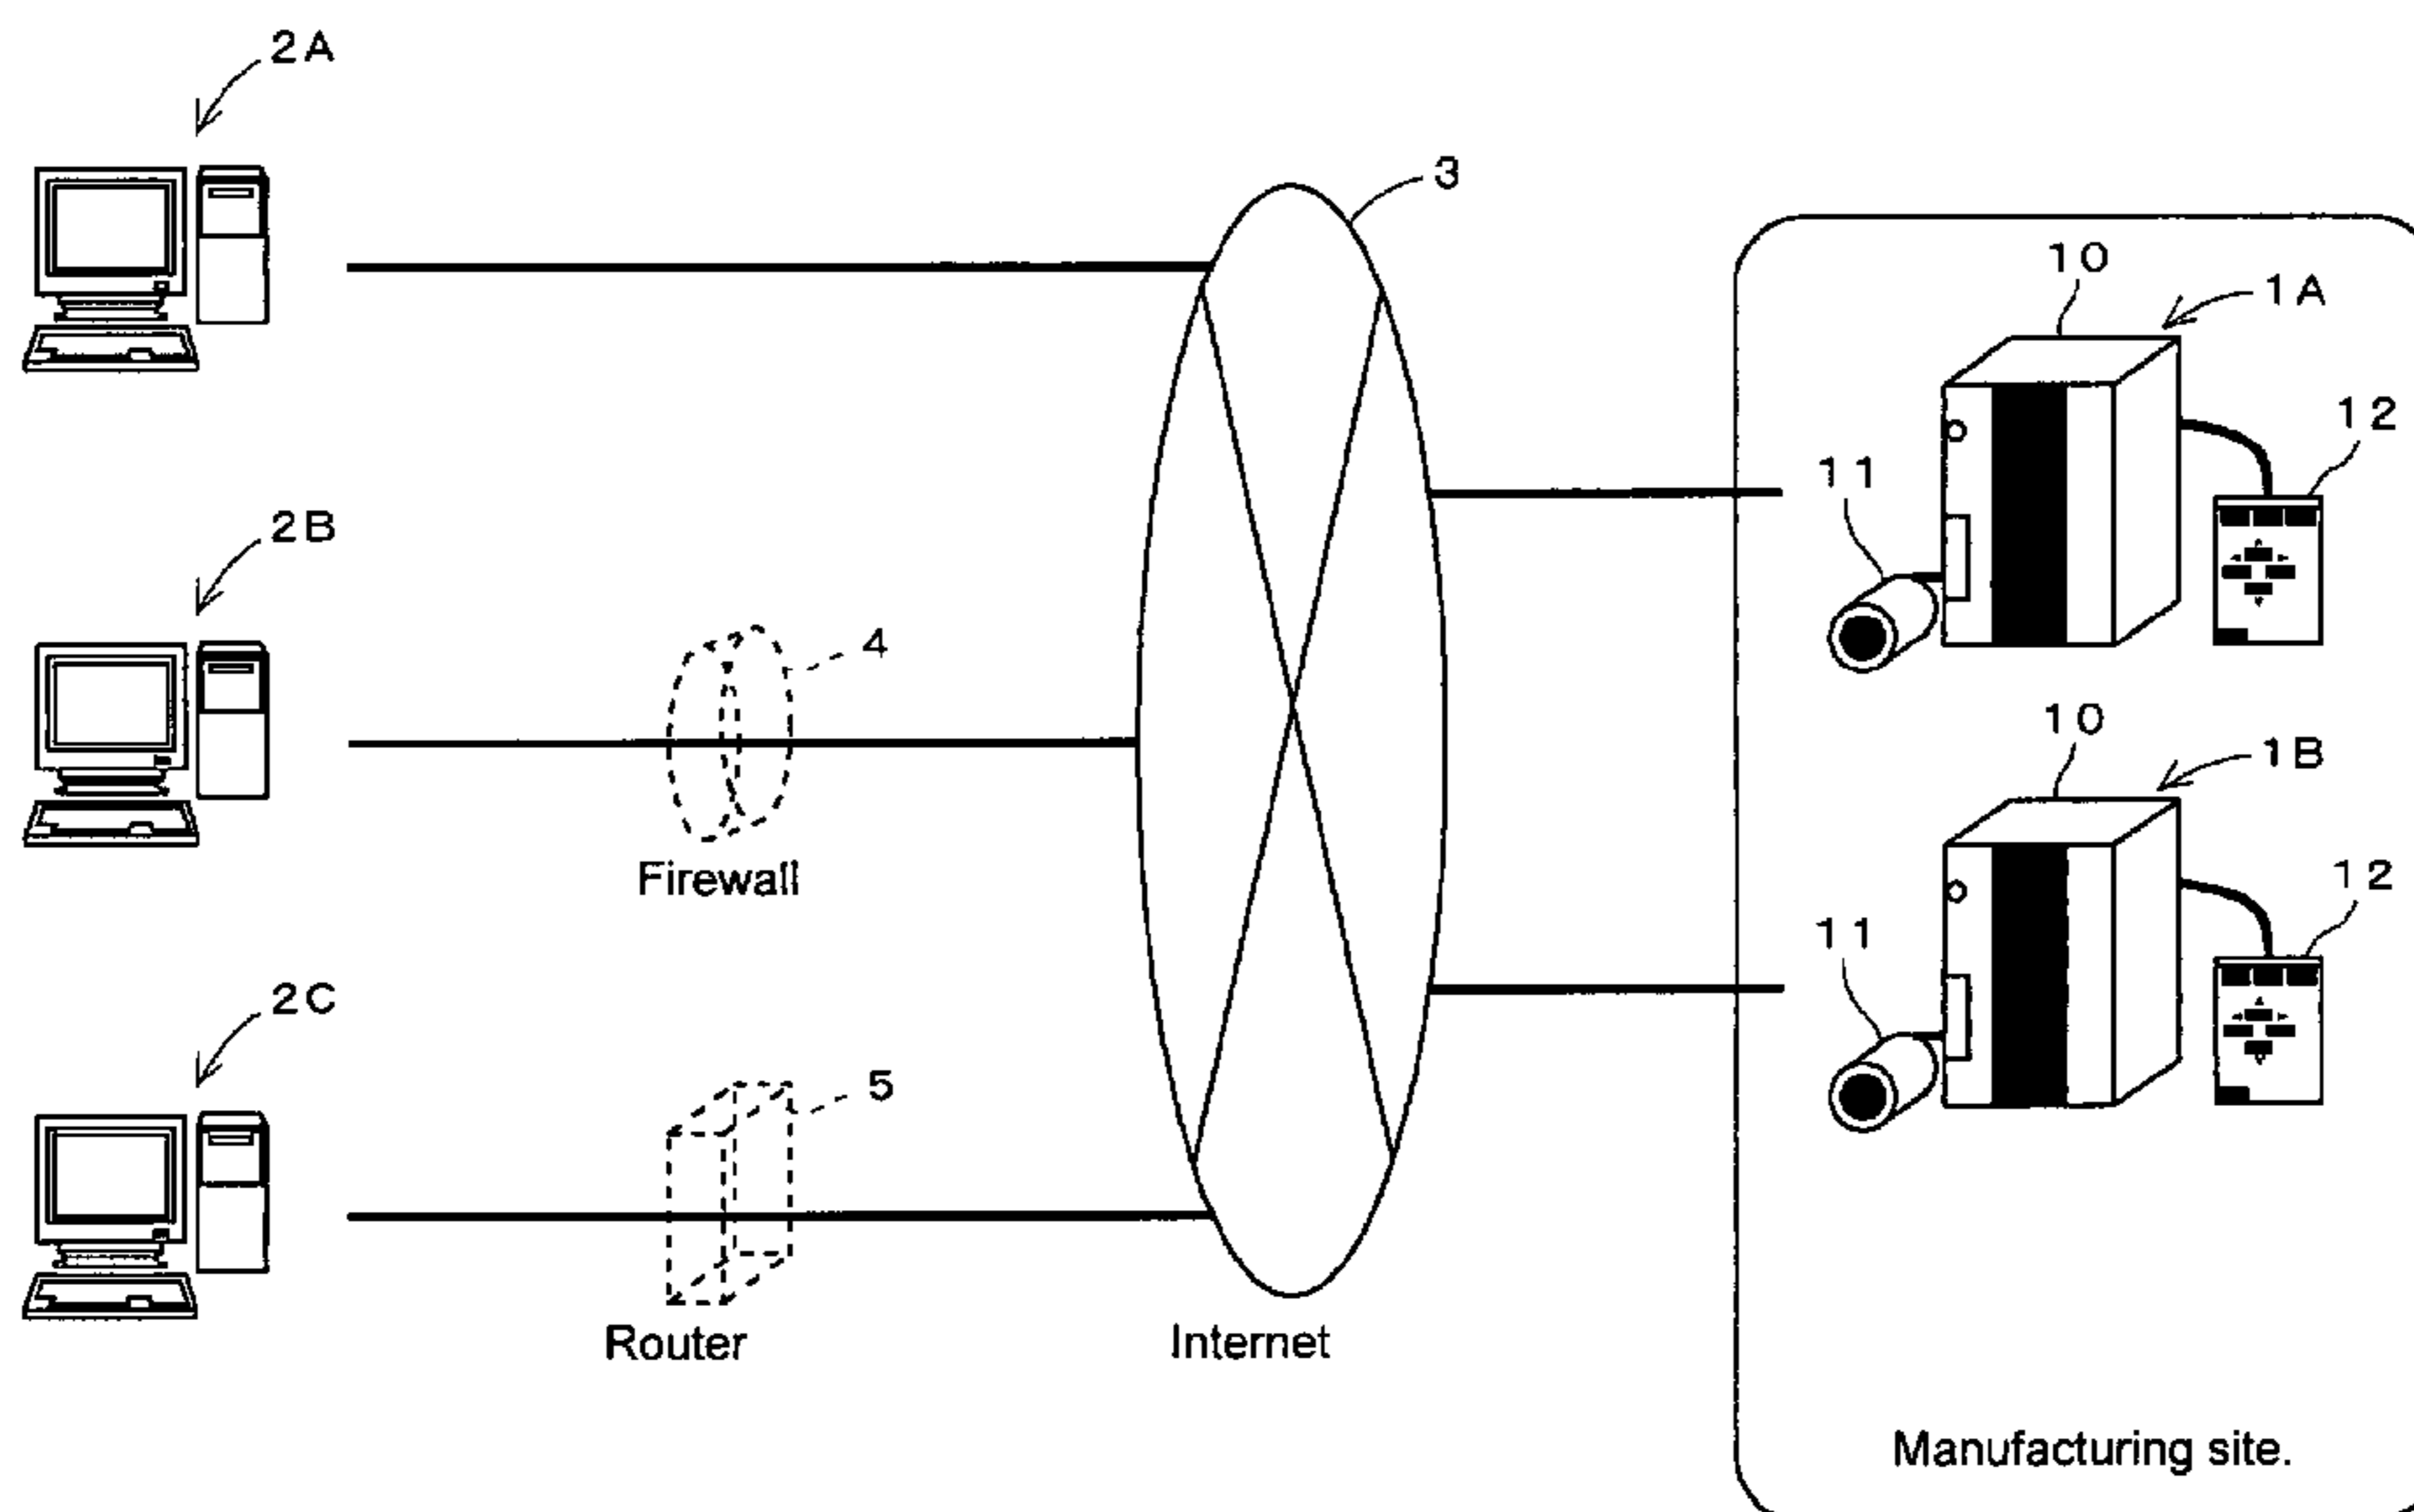 2A
3
10
1A
12
11
2B
4
Firewall
10
1B
12
11
2C
5
Router
Internet
Manufacturing site.